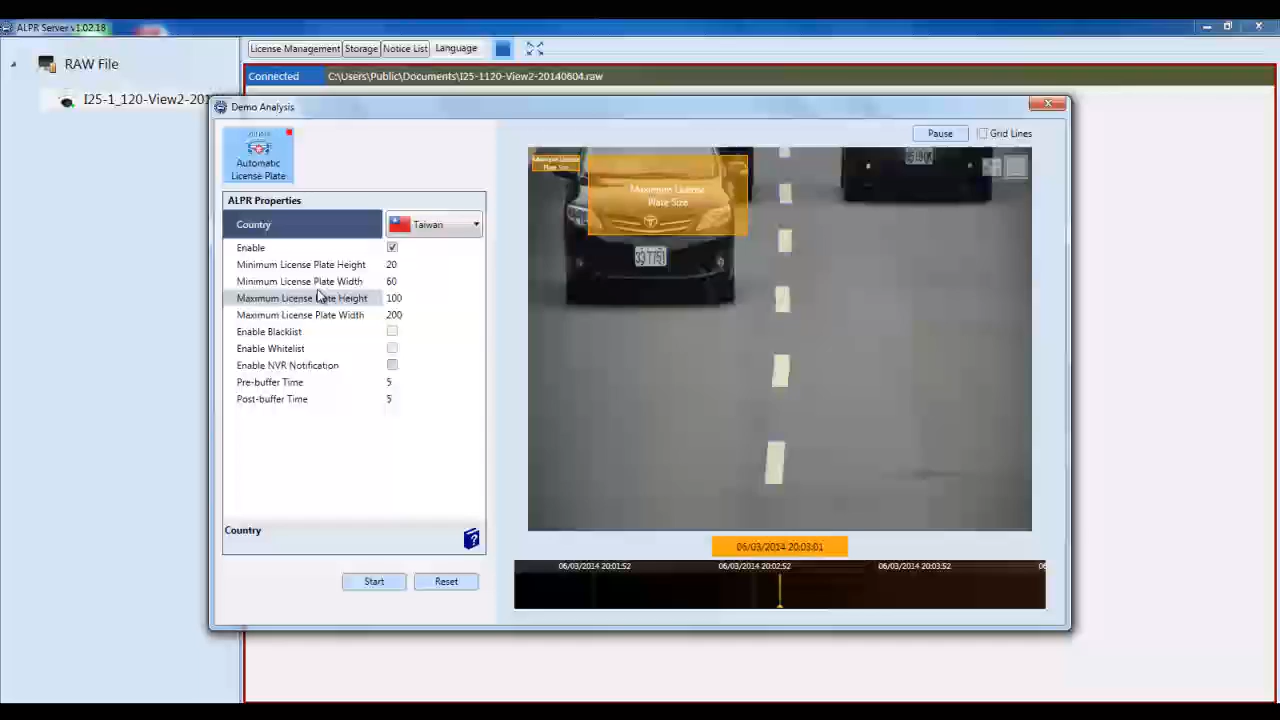 ALPR Server v1.02.18
License Management Storage Notice List Language
RAW File
Connected C:\Users\Public\Documents\I25-1120-View2-20140604.raw
I25-1_120-View2-201
Demo Analysis
Pause Grid Lines
Automatic
License Plate
ALPR Properties
Country Taiwan
Enable
Minimum License Plate Height 20
Minimum License Plate Width 60
Maximum License Plate Height 100
Maximum License Plate Width 200
Enable Blacklist
Enable Whitelist
Enable NVR Notification
Pre-buffer Time 5
Post-buffer Time 5
Country
Start Reset
Minimum License
Plate Size
Maximum License
Plate Size
06/03/2014 20:03:01
06/03/2014 20:01:52 06/03/2014 20:02:52 06/03/2014 20:03:52 06